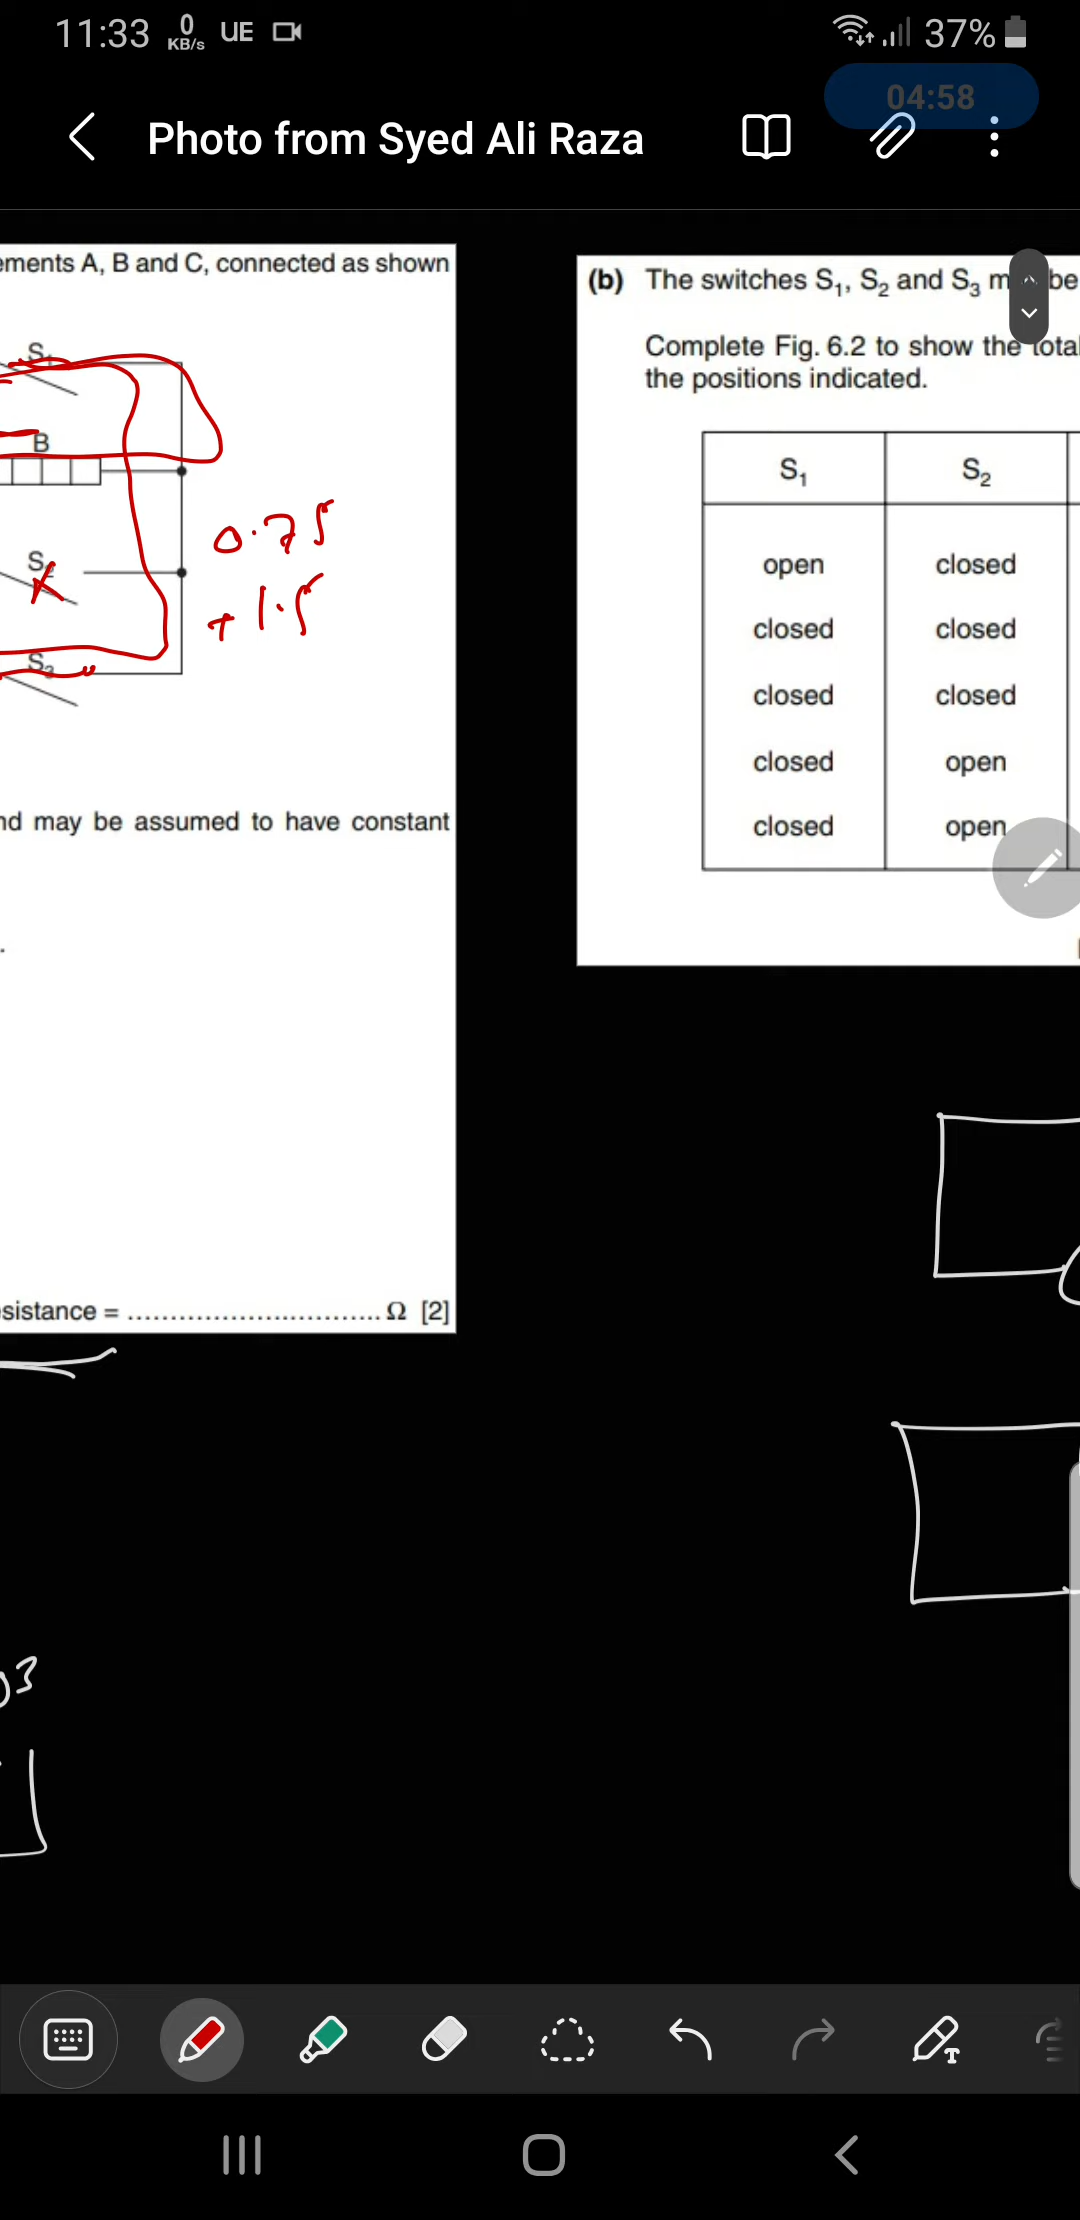 11:33 0 KB/s UE 37%
04:58
Photo from Syed Ali Raza
ements A, B and C, connected as shown
B
nd may be assumed to have constant
sistance = .............................. Ω [2]
0.75
+ 1.5
03
(b) The switches S₁, S₂ and S₃ m be
Complete Fig. 6.2 to show the total
the positions indicated.
S₁ S₂
open closed
closed closed
closed closed
closed open
closed open